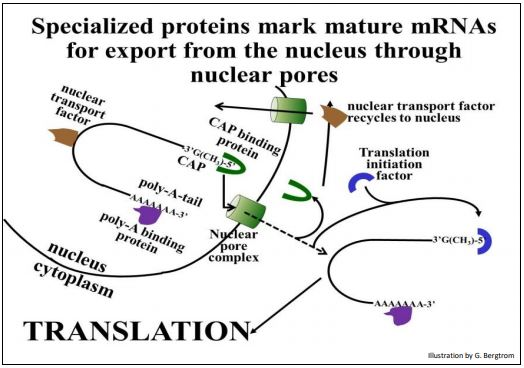 Specialized proteins mark mature mRNAs
for export from the nucleus through
nuclear pores
nuclear
transport
factor
CAP binding
protein
nuclear transport factor
recycles to nucleus
3'G(CH3)-5'
CAP
Translation
initiation
factor
poly-A-tail
AAAAAAA-3'
poly-A binding
protein
Nuclear
pore
complex
3'G(CH3)-5'
nucleus
cytoplasm
AAAAAAA-3'
TRANSLATION
Illustration by G. Bergtrom